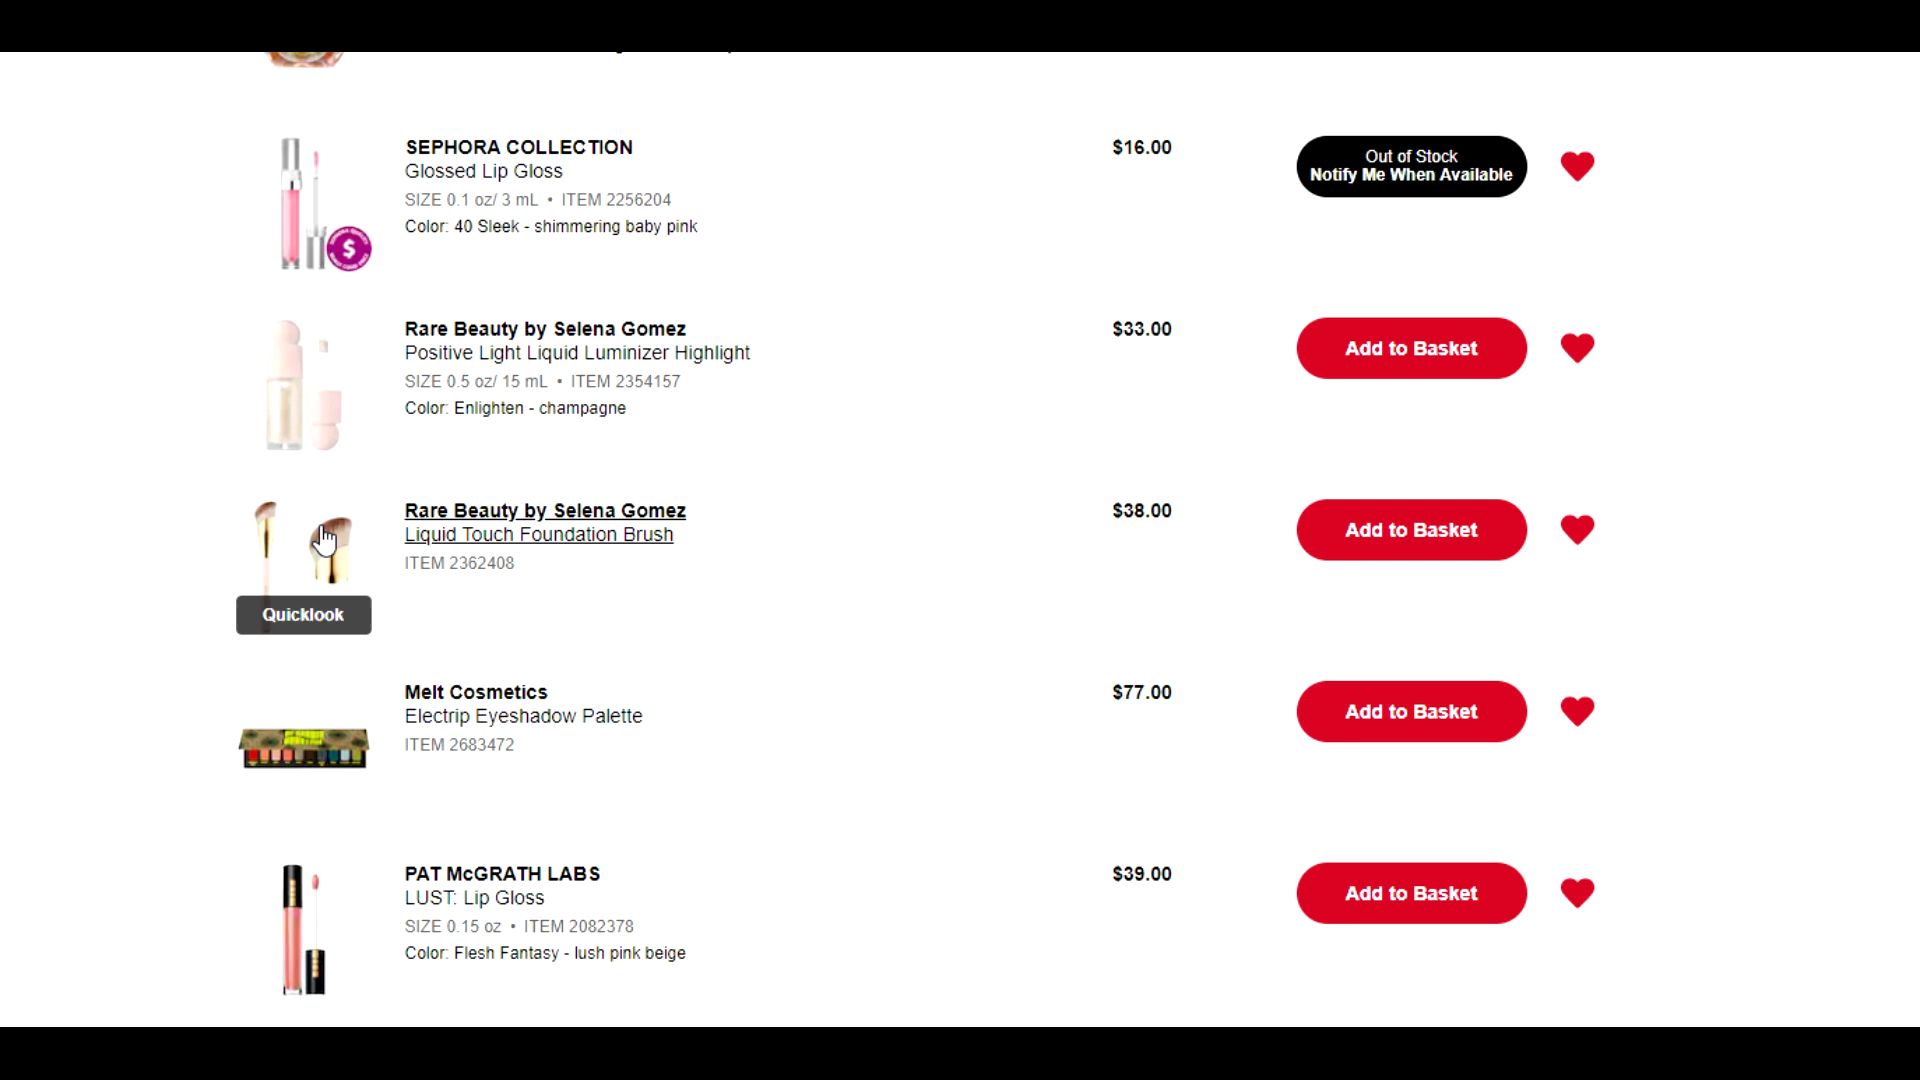 SEPHORA COLLECTION
Glossed Lip Gloss
SIZE 0.1 oz/ 3 mL • ITEM 2256204
Color: 40 Sleek - shimmering baby pink
$16.00
Out of Stock
Notify Me When Available
$
Rare Beauty by Selena Gomez
Positive Light Liquid Luminizer Highlight
SIZE 0.5 oz/ 15 mL • ITEM 2354157
Color: Enlighten - champagne
$33.00
Add to Basket
Rare Beauty by Selena Gomez
Liquid Touch Foundation Brush
ITEM 2362408
$38.00
Add to Basket
Quicklook
Melt Cosmetics
Electrip Eyeshadow Palette
ITEM 2683472
$77.00
Add to Basket
PAT McGRATH LABS
LUST: Lip Gloss
SIZE 0.15 oz • ITEM 2082378
Color: Flesh Fantasy - lush pink beige
$39.00
Add to Basket